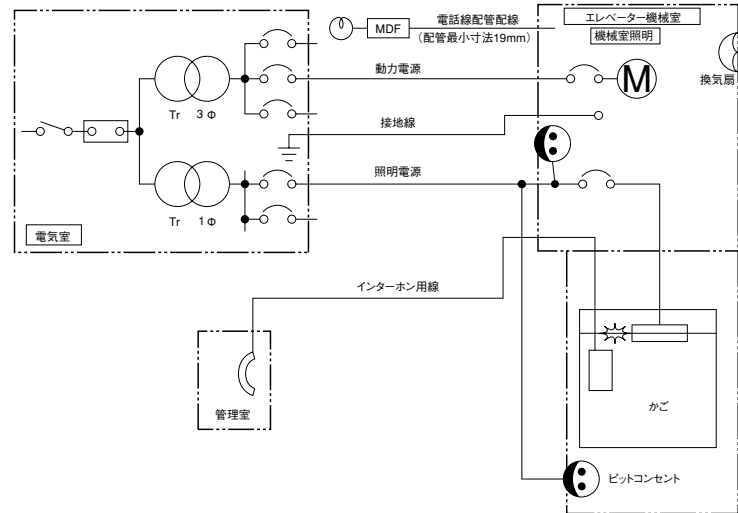 エレベーター機械室
機械室照明
MDF
電話線配管配線
（配管最小寸法19mm）
換気扇
動力電源
M
Tr 3Φ
接地線
照明電源
Tr 1Φ
電気室
インターホン用線
管理室
かご
ピットコンセント